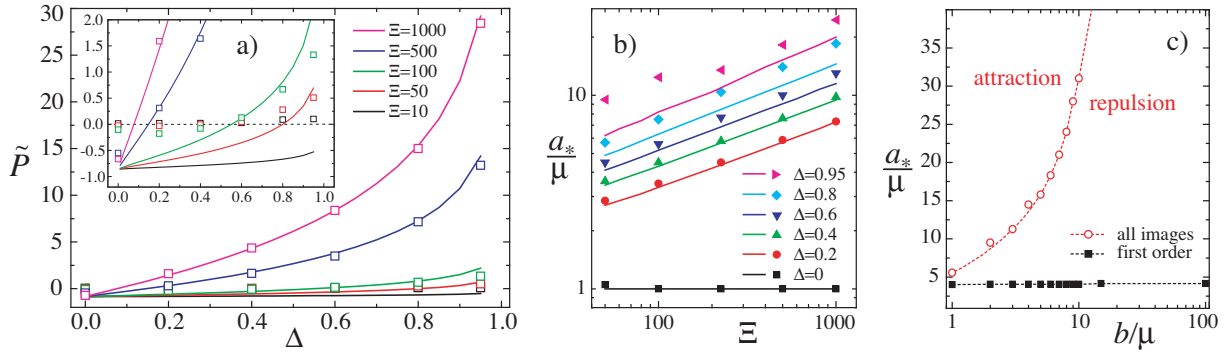 a)
2.0
1.5
1.0
0.5
0.0
-0.5
-1.0
0.0 0.2 0.4 0.6 0.8 1.0
Ξ=1000
Ξ=500
Ξ=100
Ξ=50
Ξ=10
30
25
20
15
10
5
0
P̃
0.0 0.2 0.4 0.6 0.8 1.0
Δ
b)
10
1
a*/μ
Δ=0.95
Δ=0.8
Δ=0.6
Δ=0.4
Δ=0.2
Δ=0
100 1000
Ξ
c)
35
30
25
20
15
10
5
a*/μ
attraction
repulsion
all images
first order
1 10 100
b/μ